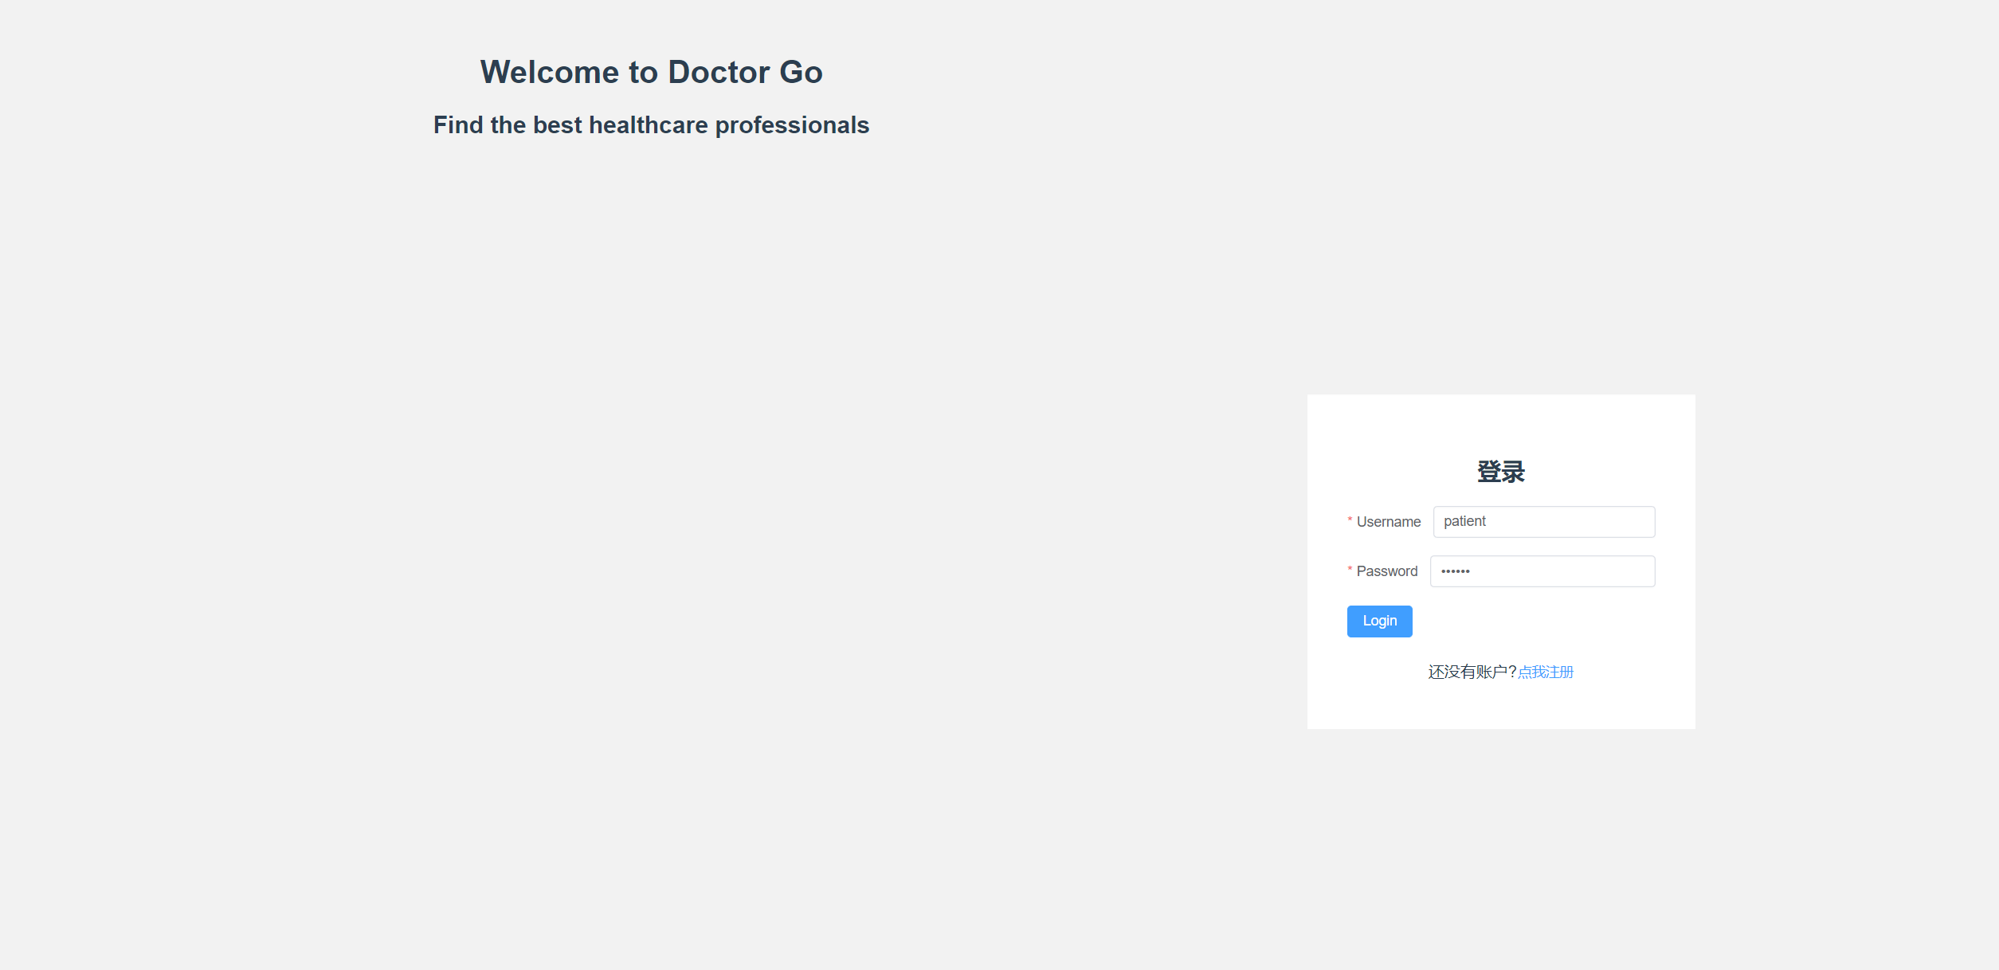 Welcome to Doctor Go
Find the best healthcare professionals
登录
* Username patient
* Password ••••••
Login
还没有账户?点我注册